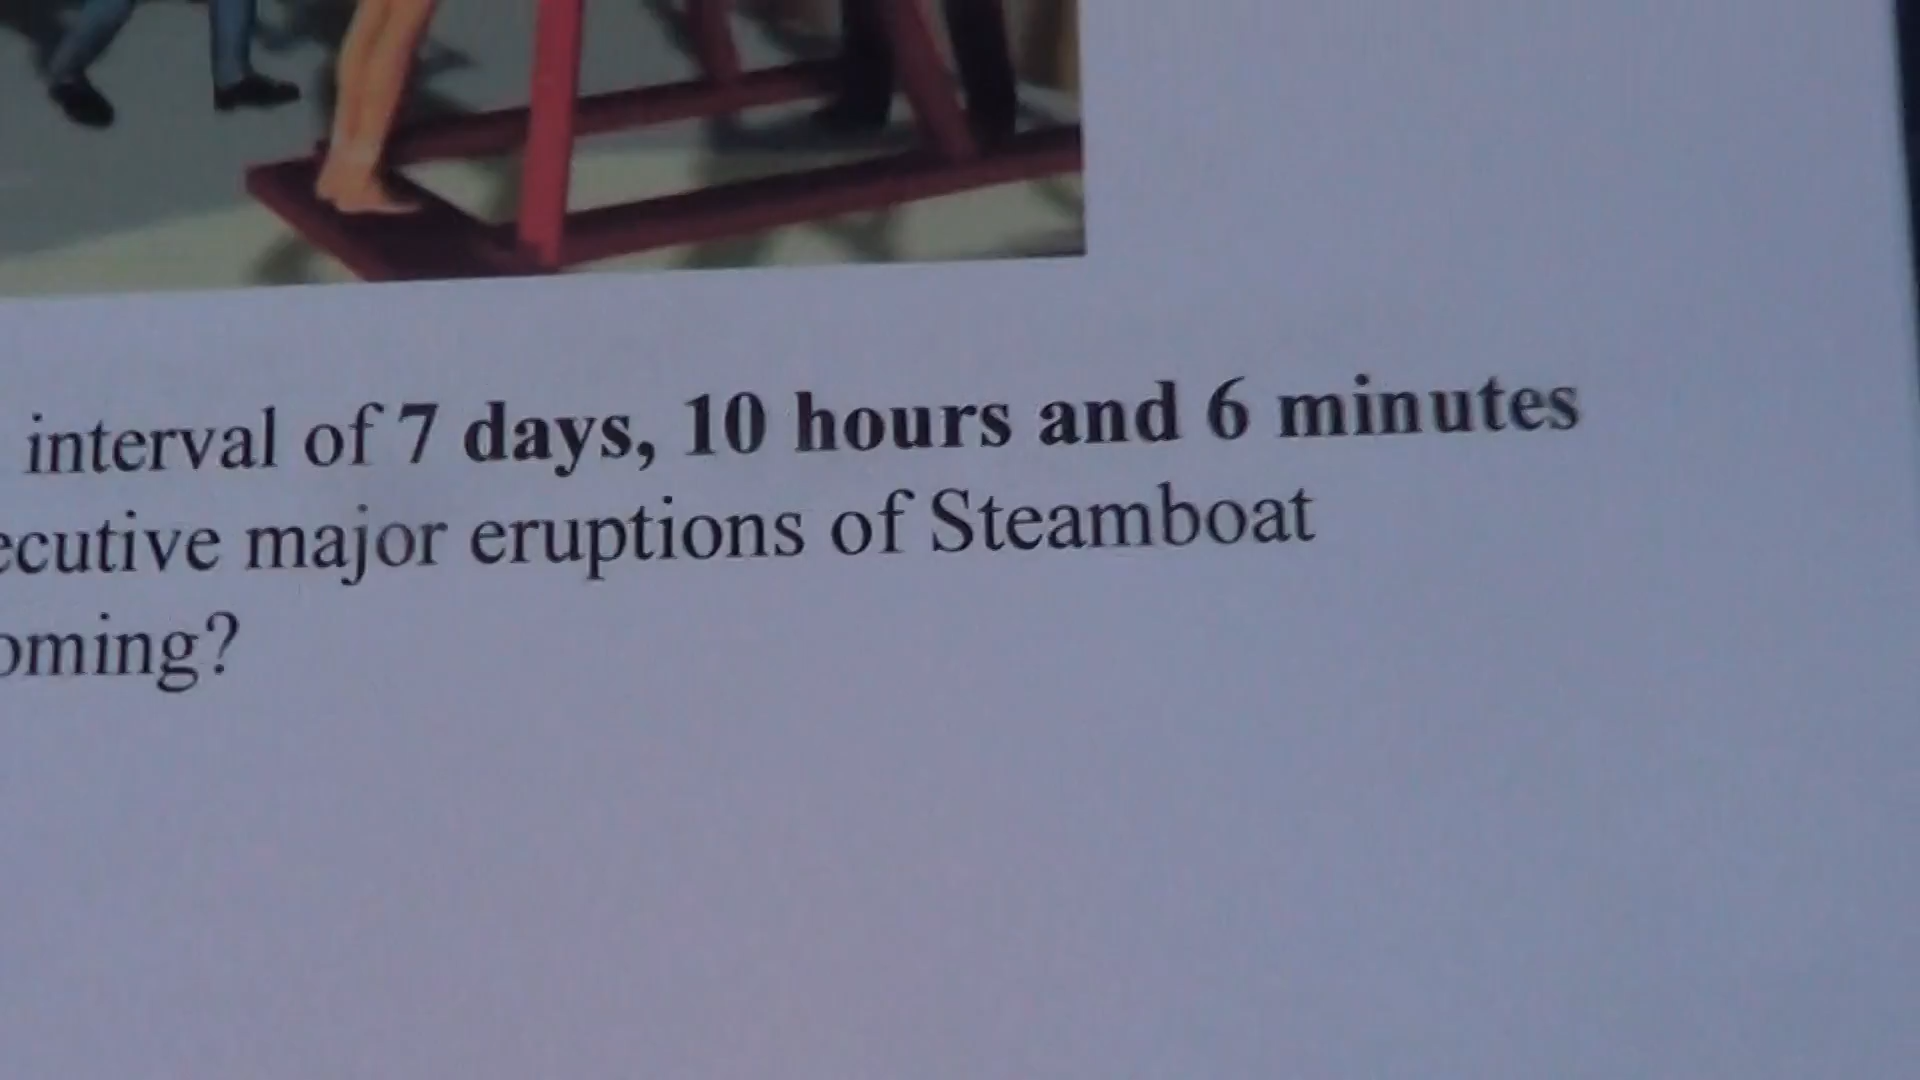 interval of 7 days, 10 hours and 6 minutes
ecutive major eruptions of Steamboat
oming?